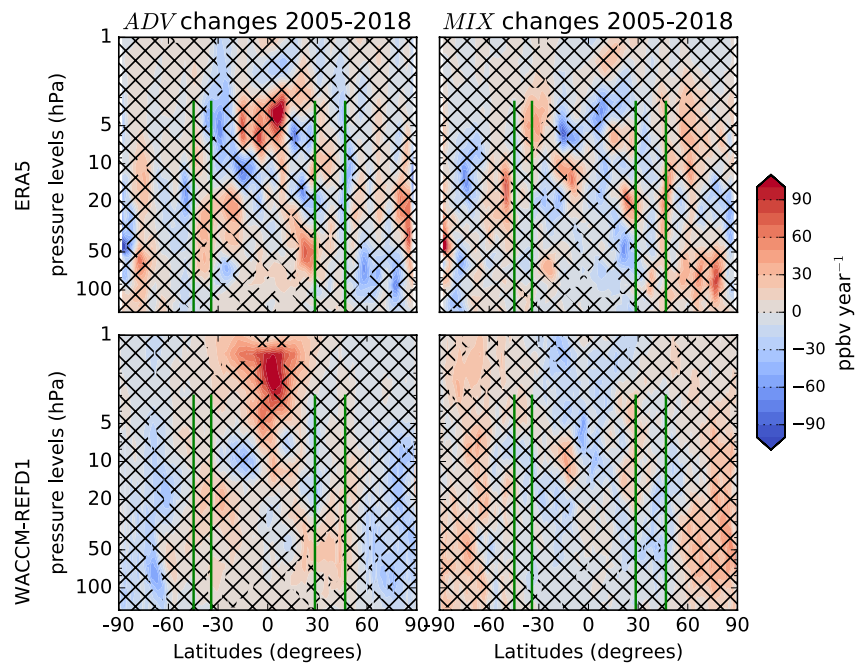 ADV changes 2005-2018 MIX changes 2005-2018
1
5
10
20
50
100
pressure levels (hPa)
ERA5
1
5
10
20
50
100
pressure levels (hPa)
WACCM-REFD1
-90 -60 -30 0 30 60 90 -90 -60 -30 0 30 60 90
Latitudes (degrees) Latitudes (degrees)
90
60
30
0
−30
−60
−90
ppbv year⁻¹